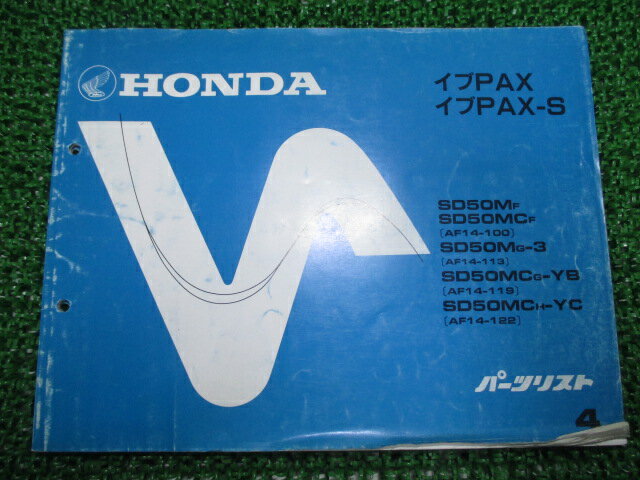 HONDA
イブPAX
イブPAX-S
SD50MF
SD50MCF
(AF14-100)
SD50MG-3
(AF14-113)
SD50MCG-YB
(AF14-119)
SD50MCH-YC
(AF14-122)
パーツリスト
4